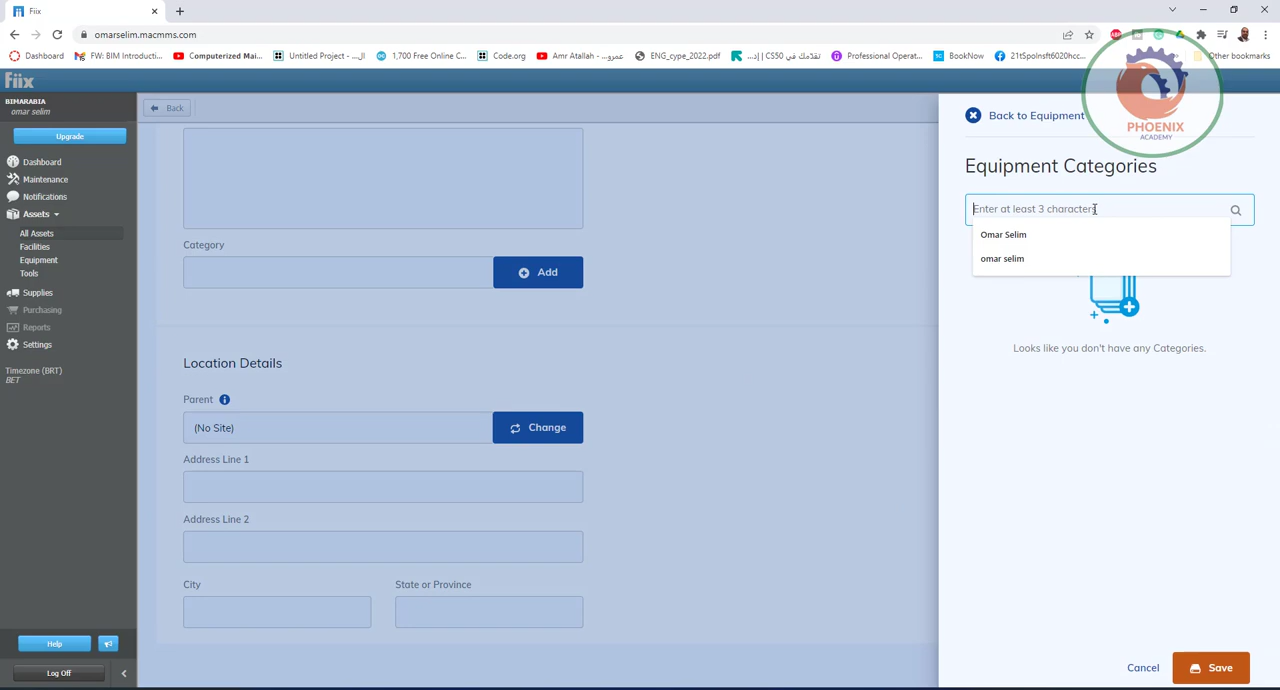 Fiix
omarselim.macmms.com
Dashboard
FW: BIM Introducti...
Computerized Mai...
Untitled Project - ال...
1,700 Free Online C...
Code.org
Amr Atallah - عمرو...
ENG_cype_2022.pdf
تقدّمك في CS50 | إد...
Professional Operat...
BookNow
21tSpolnsft6020hcc...
Other bookmarks
fiix
BIMARABIA
omar selim
Upgrade
Dashboard
Maintenance
Notifications
Assets
All Assets
Facilities
Equipment
Tools
Supplies
Purchasing
Reports
Settings
Timezone (BRT)
BET
Help
Log Off
Back
Category
Add
Location Details
Parent
(No Site)
Change
Address Line 1
Address Line 2
City
State or Province
Back to Equipment
PHOENIX
ACADEMY
Equipment Categories
Enter at least 3 characters
Omar Selim
omar selim
Looks like you don't have any Categories.
Cancel
Save